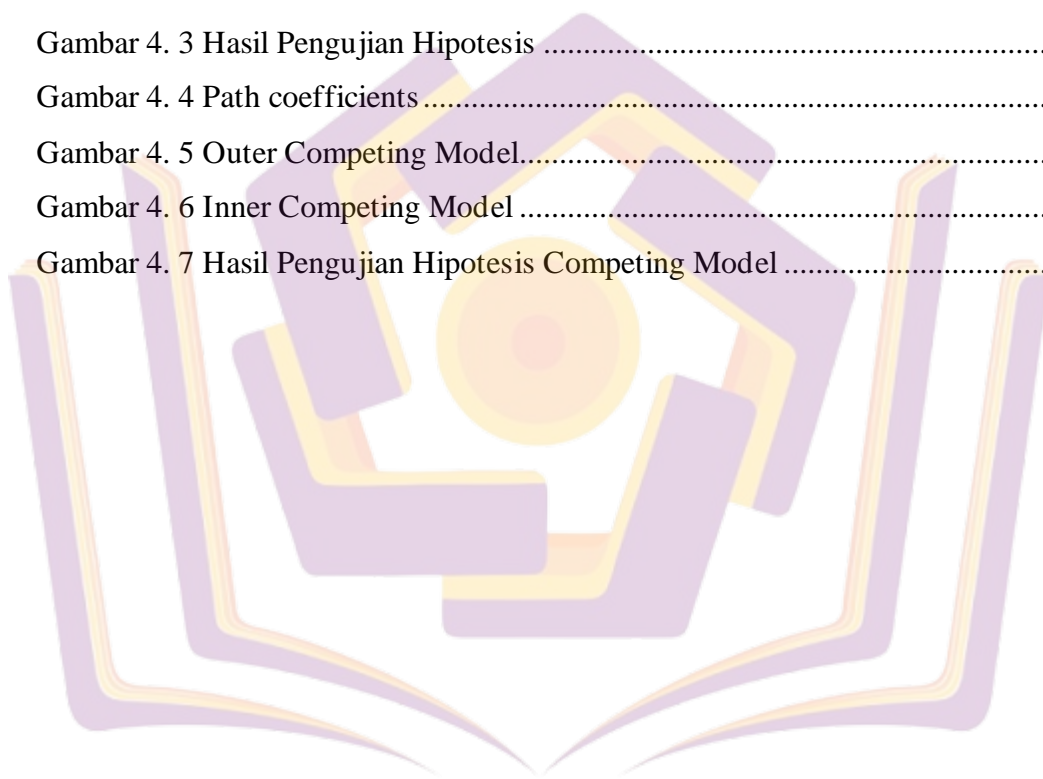 Gambar 4. 3 Hasil Pengujian Hipotesis ..............................................................
Gambar 4. 4 Path coefficients ..............................................................................
Gambar 4. 5 Outer Competing Model.................................................................
Gambar 4. 6 Inner Competing Model .................................................................
Gambar 4. 7 Hasil Pengujian Hipotesis Competing Model ................................